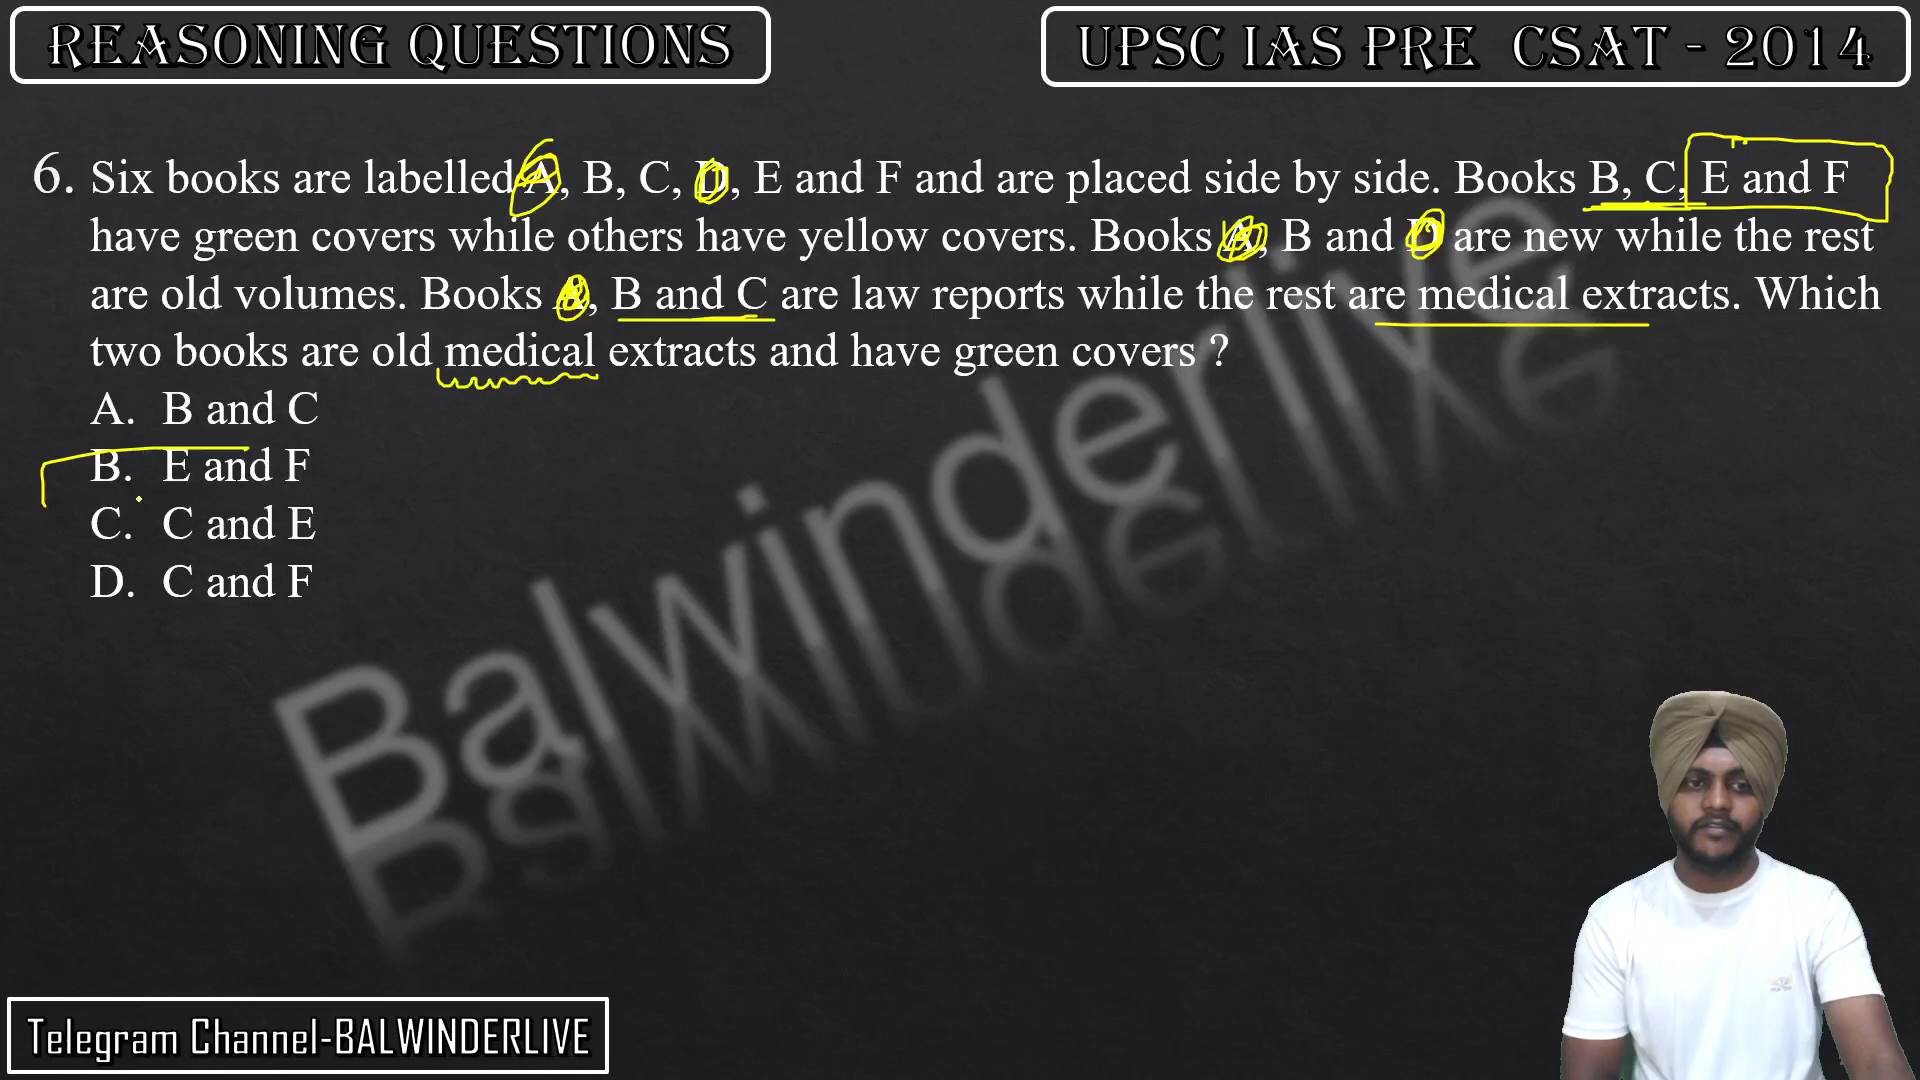 REASONING QUESTIONS
UPSC IAS PRE CSAT - 2014
6. Six books are labelled A, B, C, D, E and F and are placed side by side. Books B, C, E and F
have green covers while others have yellow covers. Books A, B and D are new while the rest
are old volumes. Books A, B and C are law reports while the rest are medical extracts. Which
two books are old medical extracts and have green covers ?
A. B and C
B. E and F
C. C and E
D. C and F
Balwinderlive
Telegram Channel-BALWINDERLIVE